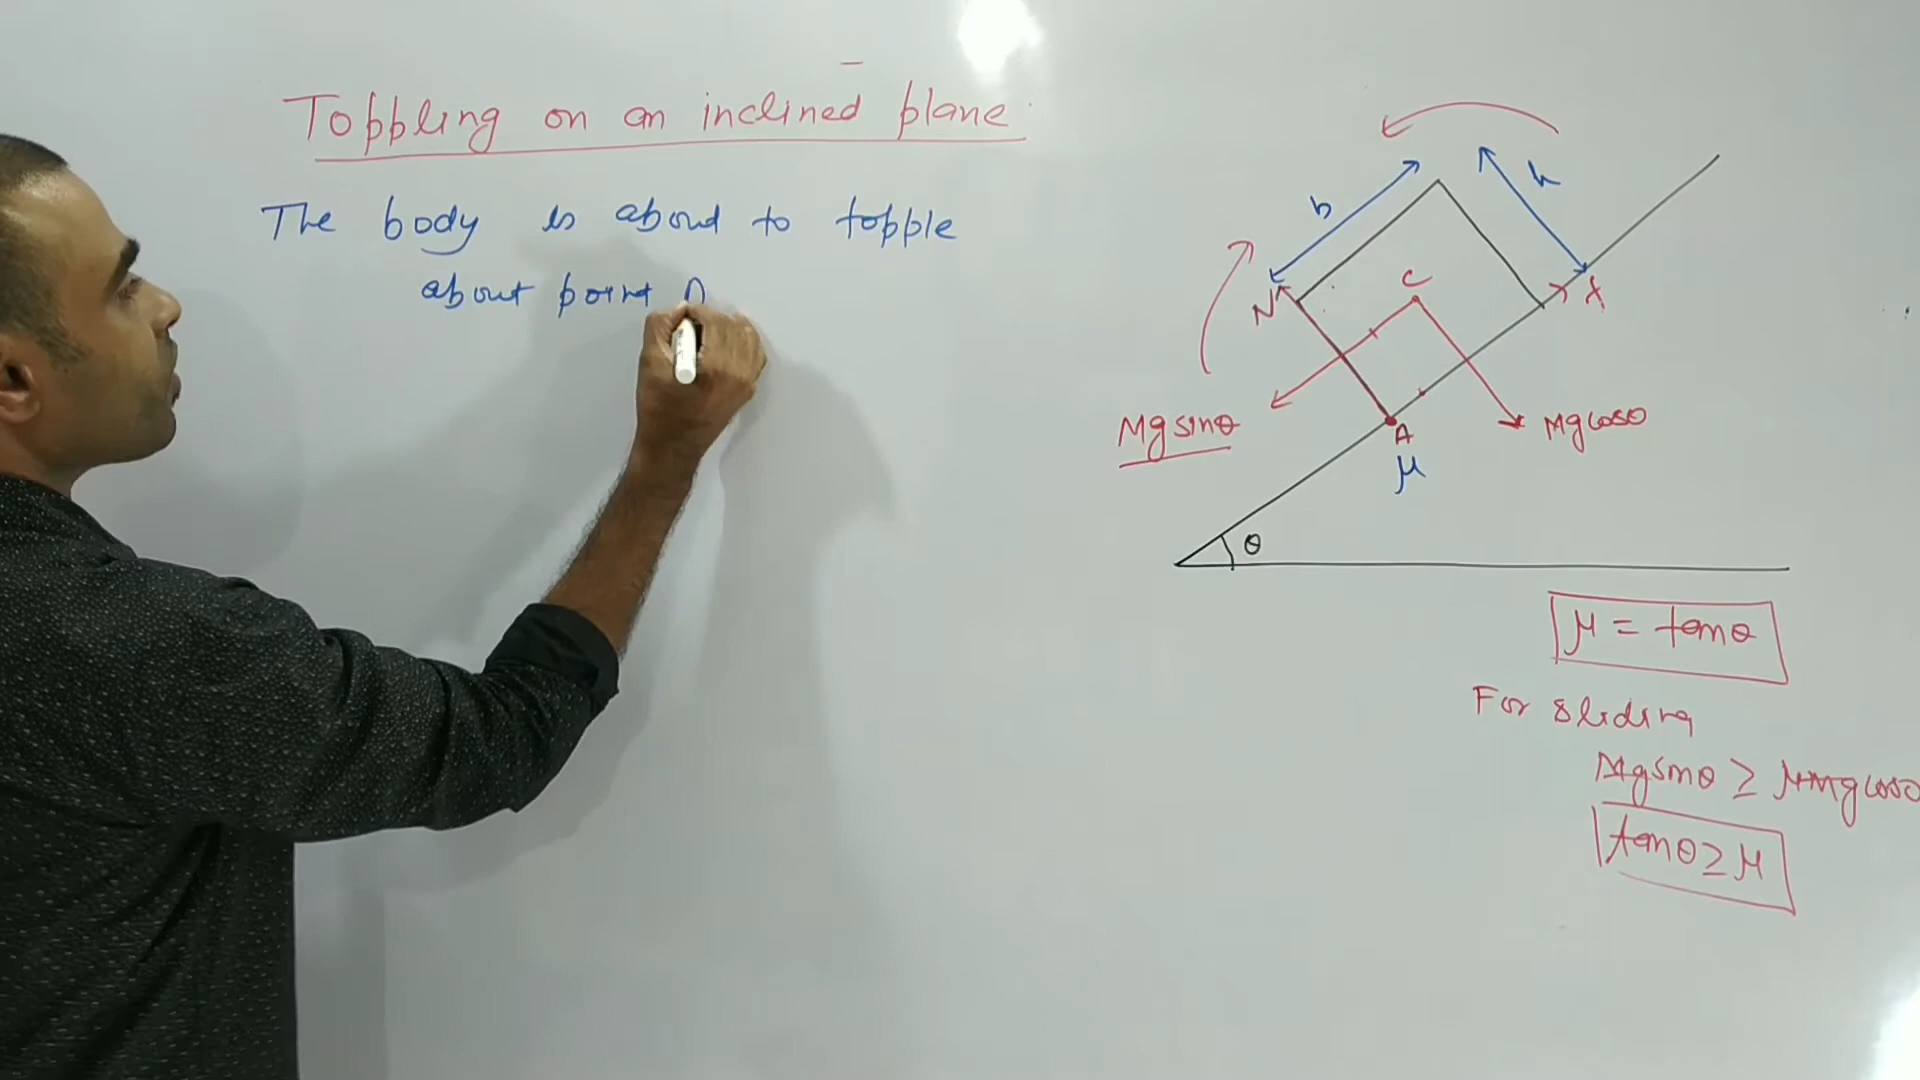 Toppling on an inclined plane.
The body is about to topple
about point A
b
h
N
C
f
Mg sinθ
Mg cosθ
A
μ
θ
μ = tanθ
For sliding
Mg sinθ ≥ μMg cosθ
tanθ ≥ μ